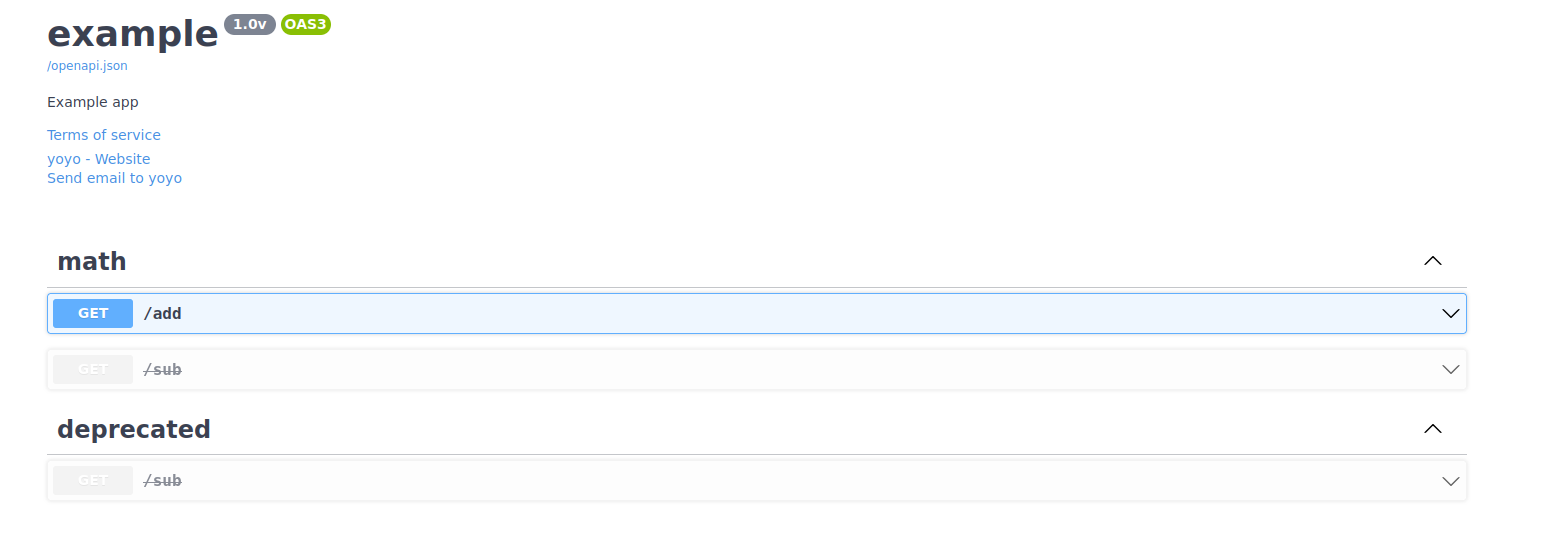 example 1.0v OAS3
/openapi.json
Example app
Terms of service
yoyo - Website
Send email to yoyo
math
GET /add
GET /sub
deprecated
GET /sub